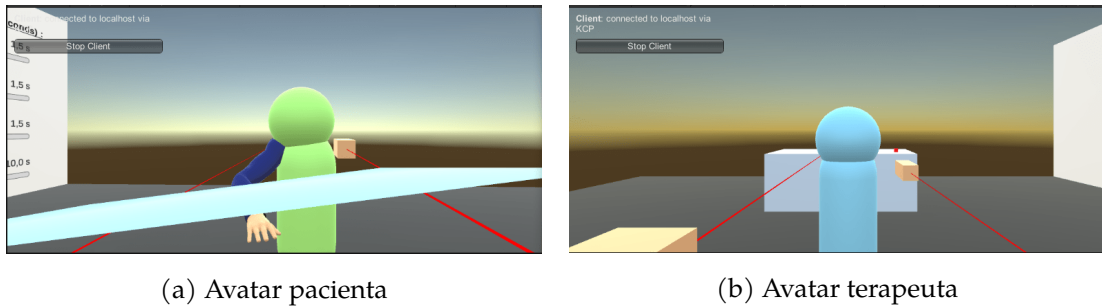 connected to localhost via
conds) :
Stop Client
1,5 s
1,5 s
1,5 s
10,0 s
Client: connected to localhost via
KCP
Stop Client
(a) Avatar pacienta
(b) Avatar terapeuta